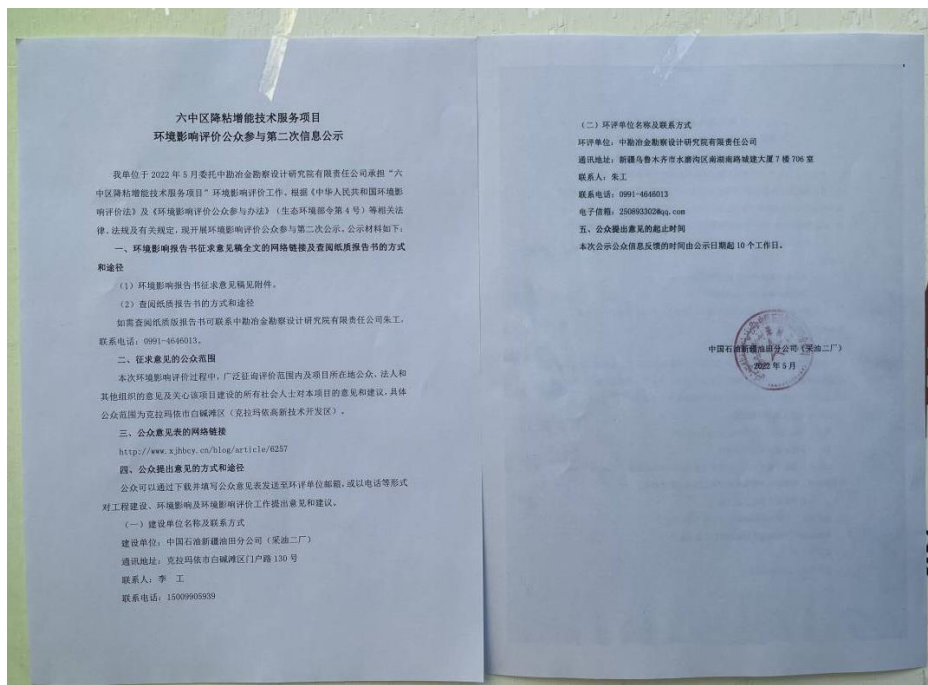 六中区降粘增能技术服务项目
环境影响评价公众参与第二次信息公示
我单位于 2022 年 5 月委托中勘冶金勘察设计研究院有限责任公司承担“六
中区降粘增能技术服务项目”环境影响评价工作。根据《中华人民共和国环境影
响评价法》及《环境影响评价公众参与办法》（生态环境部令第 4 号）等相关法
律、法规及有关规定，现开展环境影响评价公众参与第二次公示，公示材料如下：
一、环境影响报告书征求意见稿全文的网络链接及查阅纸质报告书的方式
和途径
（1）环境影响报告书征求意见稿见附件。
（2）查阅纸质报告书的方式和途径
如需查阅纸质版报告书可联系中勘冶金勘察设计研究院有限责任公司朱工，
联系电话：0991-4646013。
二、征求意见的公众范围
本次环境影响评价过程中，广泛征询评价范围内及项目所在地公众、法人和
其他组织的意见及关心该项目建设的所有社会人士对本项目的意见和建议，具体
公众范围为克拉玛依市白碱滩区（克拉玛依高新技术开发区）。
三、公众意见表的网络链接
http://www.xjhbcy.cn/blog/article/6257
四、公众提出意见的方式和途径
公众可以通过下载并填写公众意见表发送至环评单位邮箱，或以电话等形式
对工程建设、环境影响及环境影响评价工作提出意见和建议。
（一）建设单位名称及联系方式
建设单位：中国石油新疆油田分公司（采油二厂）
通讯地址：克拉玛依市白碱滩区门户路 130 号
联系人：李 工
联系电话：15009905939
（二）环评单位名称及联系方式
环评单位：中勘冶金勘察设计研究院有限责任公司
通讯地址：新疆乌鲁木齐市水磨沟区南湖南路城建大厦 7 楼 706 室
联系人：朱工
联系电话：0991-4646013
电子信箱：250893302@qq.com
五、公众提出意见的起止时间
本次公示公众信息反馈的时间由公示日期起 10 个工作日。
中国石油新疆油田分公司（采油二厂）
2022 年 5 月